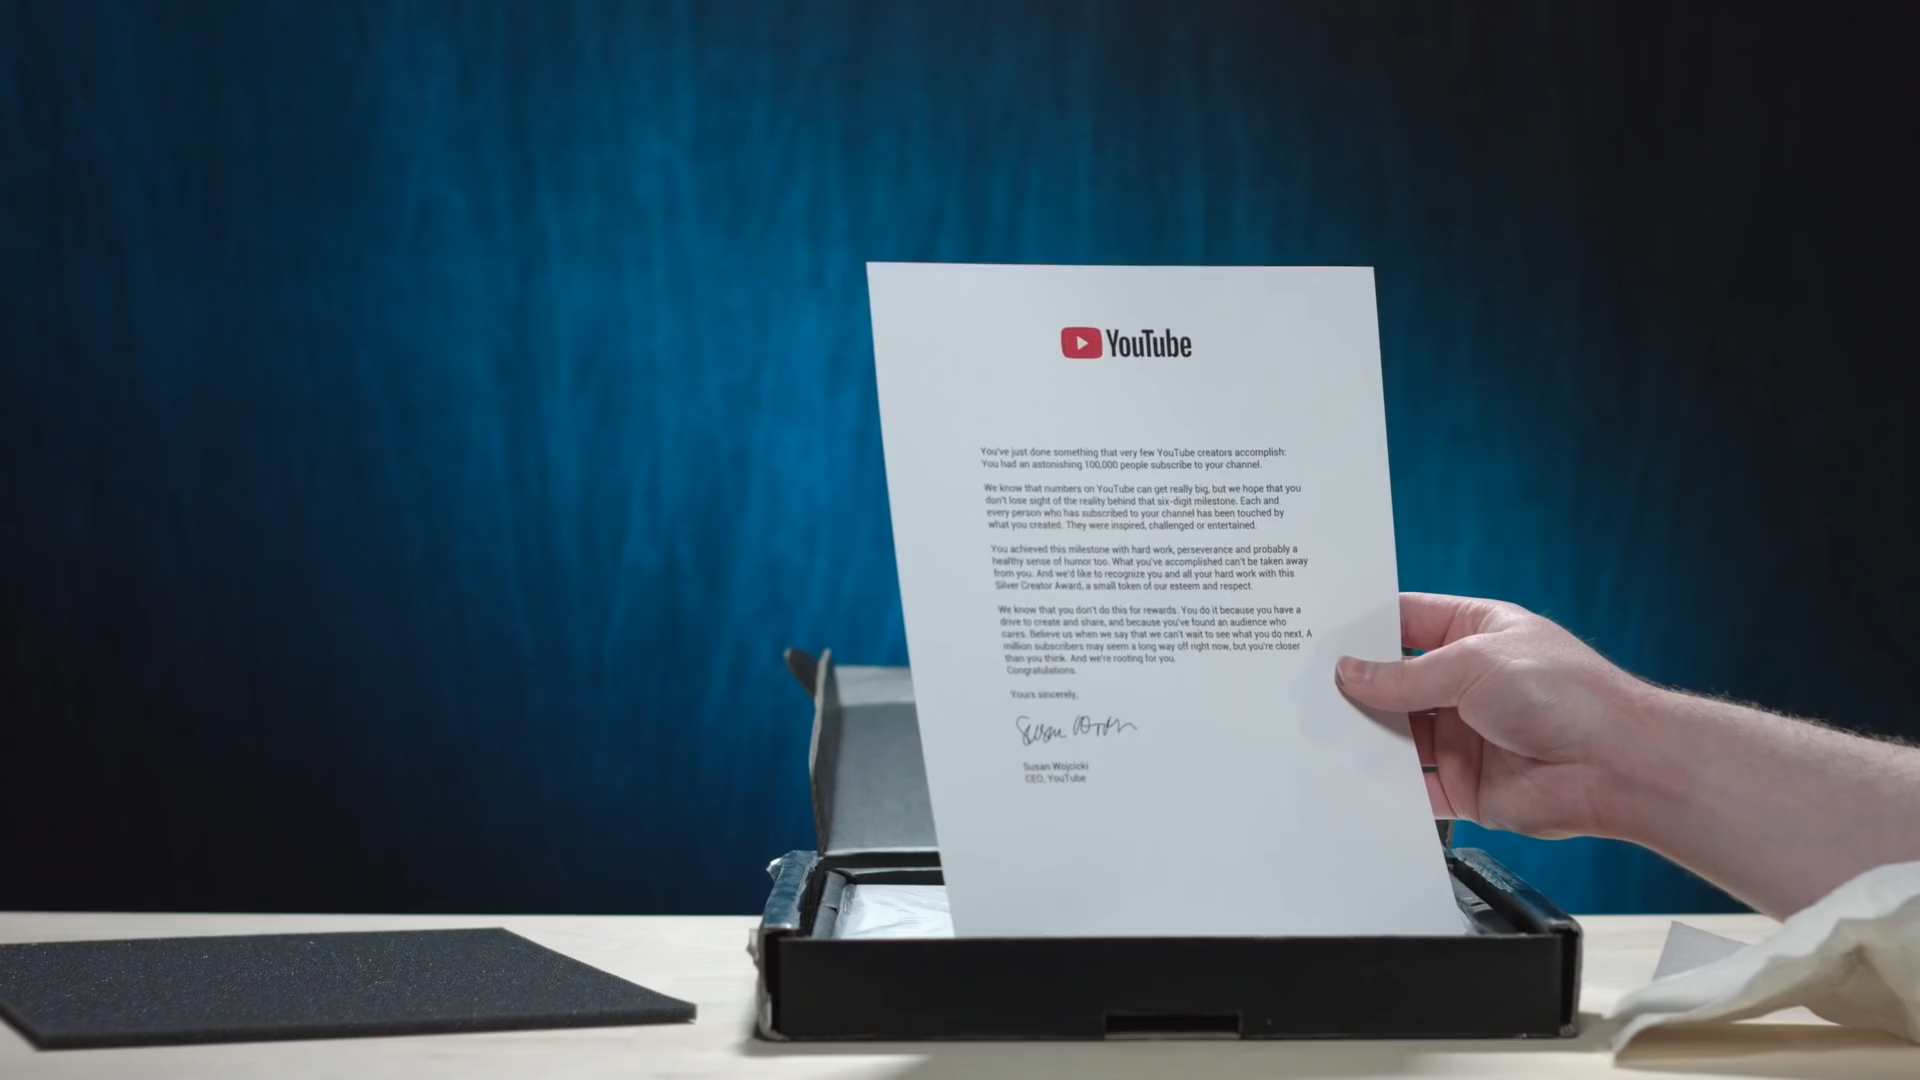 YouTube
You've just done something that very few YouTube creators accomplish:
You had an astonishing 100,000 people subscribe to your channel.
We know that numbers on YouTube can get really big, but we hope that you
don't lose sight of the reality behind that six-digit milestone. Each and
every person who has subscribed to your channel has been touched by
what you created. They were inspired, challenged or entertained.
You achieved this milestone with hard work, perseverance and probably a
healthy sense of humor too. What you've accomplished can't be taken away
from you. And we'd like to recognize you and all your hard work with this
Silver Creator Award, a small token of our esteem and respect.
We know that you don't do this for rewards. You do it because you have a
drive to create and share, and because you've found an audience who
cares. Believe us when we say that we can't wait to see what you do next. A
million subscribers may seem a long way off right now, but you're closer
than you think. And we're rooting for you.
Congratulations.
Yours sincerely,
Susan Wojcicki
CEO, YouTube